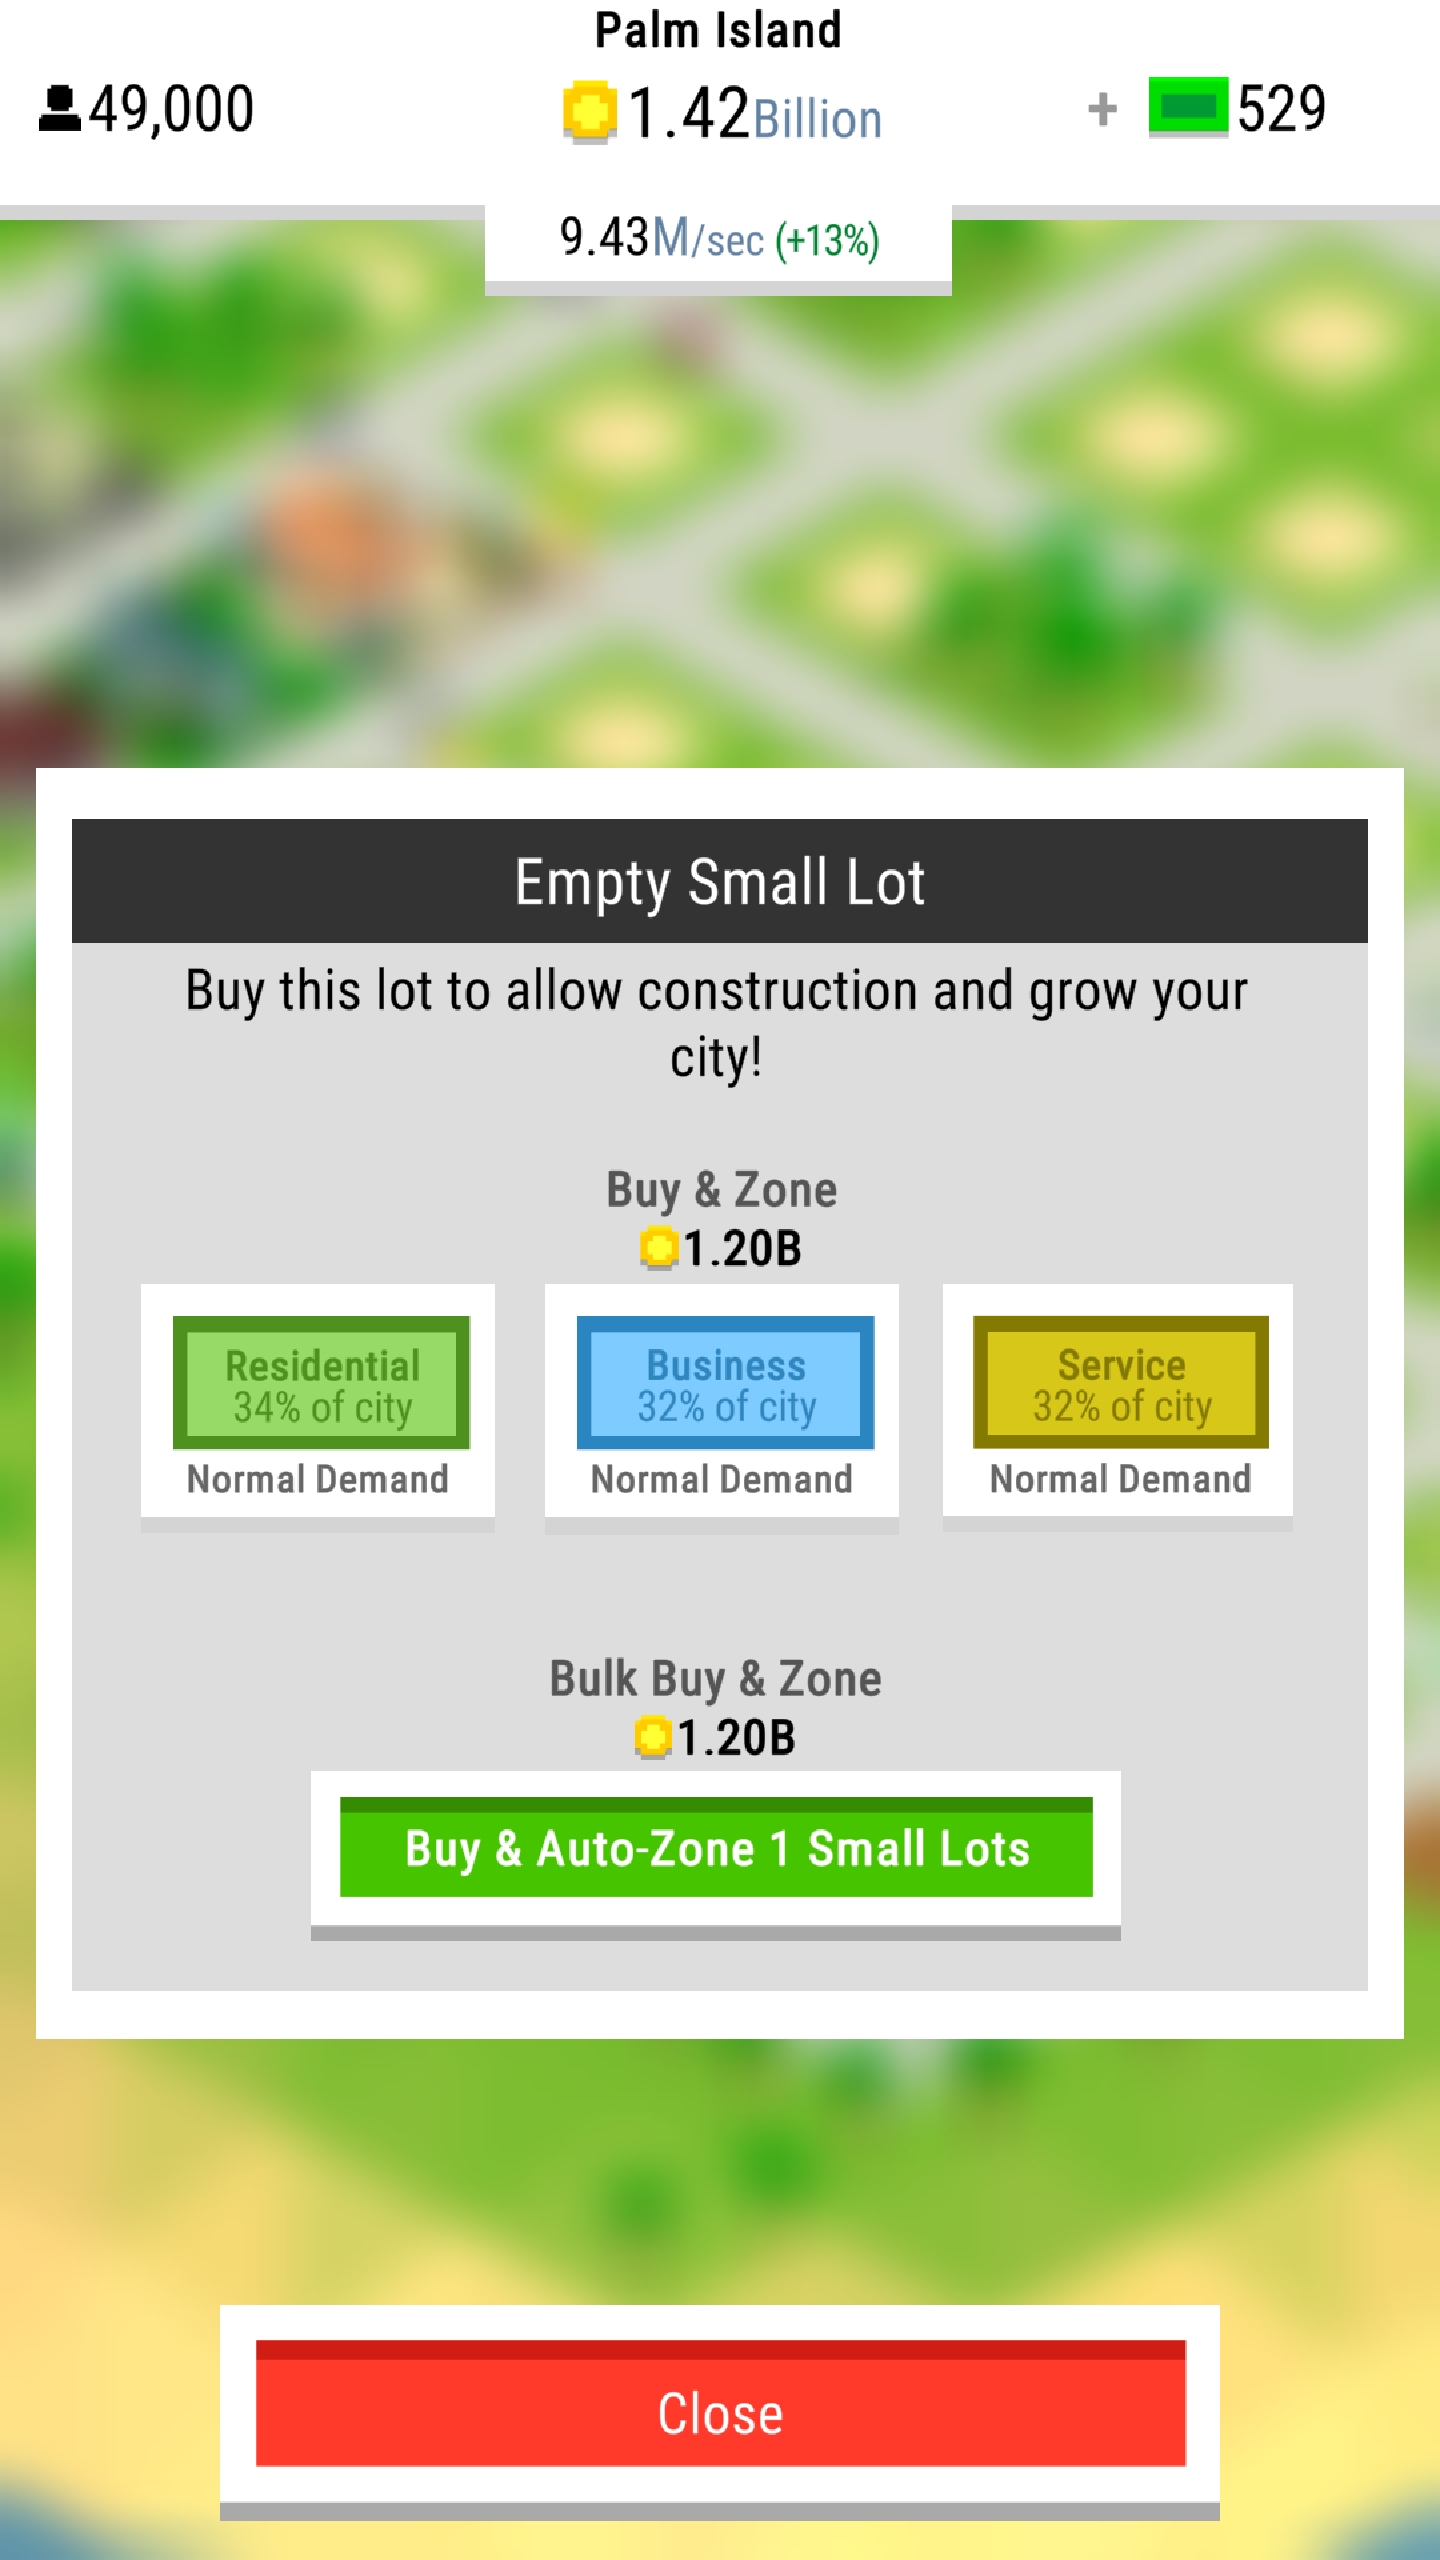 Palm Island
49,000
1.42Billion
+ 529
9.43M/sec (+13%)
Empty Small Lot
Buy this lot to allow construction and grow your
city!
Buy & Zone
1.20B
Residential
34% of city
Normal Demand
Business
32% of city
Normal Demand
Service
32% of city
Normal Demand
Bulk Buy & Zone
1.20B
Buy & Auto-Zone 1 Small Lots
Close